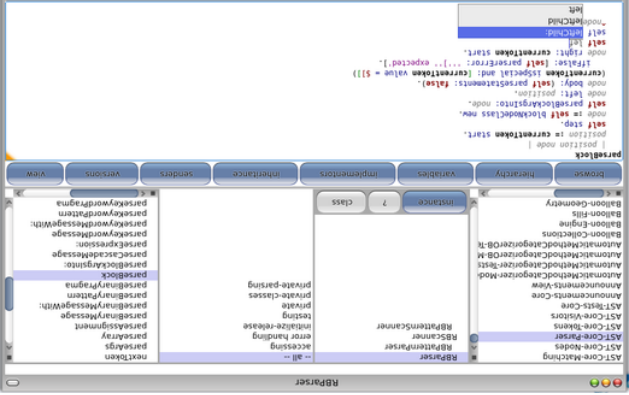 RBParser
AST-Core-Matching
AST-Core-Nodes
AST-Core-Parser
AST-Core-Tokens
AST-Core-Visitors
AST-Tests-Core
Announcements-Core
Announcements-View
AutomaticMethodCategorizer-Mod
AutomaticMethodCategorizer-Tests
AutomaticMethodCategorizerOB-M
AutomaticMethodCategorizerOB-Te
Balloon-Collections
Balloon-Engine
Balloon-Fills
Balloon-Geometry
RBParser
RBPatternParser
RBScanner
RBPatternScanner
instance
?
class
-- all --
accessing
error handling
initialize-release
testing
private
private-classes
private-parsing
nextToken
parseArgs
parseArray
parseAssignment
parseBinaryMessage
parseBinaryMessageWith:
parseBinaryPattern
parseBinaryPragma
parseBlock
parseBlockArgsInto:
parseCascadeMessage
parseExpression:
parseKeywordMessage
parseKeywordMessageWith:
parseKeywordPattern
parseKeywordPragma
browse
hierarchy
variables
implementors
inheritance
senders
versions
view
parseBlock
| position node |
position := currentToken start.
self step.
node := self blockNodeClass new.
self parseBlockArgsInto: node.
node left: position.
node body: (self parseStatements: false).
(currentToken isSpecial and: [currentToken value = $]])
ifFalse: [self parserError: ''']'' expected'].
node right: currentToken start.
self lef
self leftChild:
^node leftChild
left